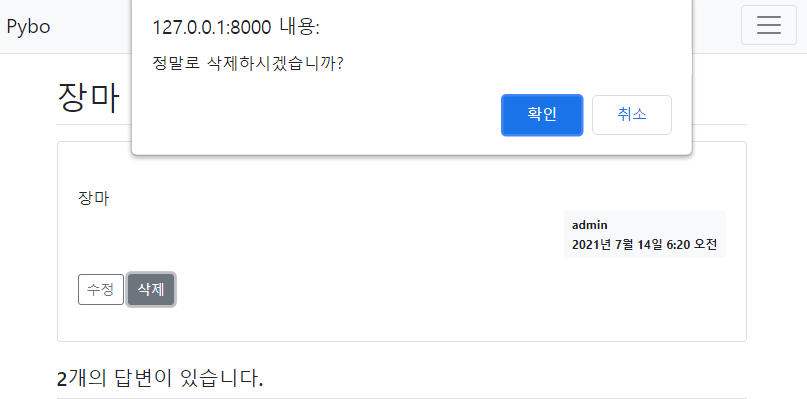 Pybo
127.0.0.1:8000 내용:
정말로 삭제하시겠습니까?
확인 취소
장마
장마
admin
2021년 7월 14일 6:20 오전
수정 삭제
2개의 답변이 있습니다.